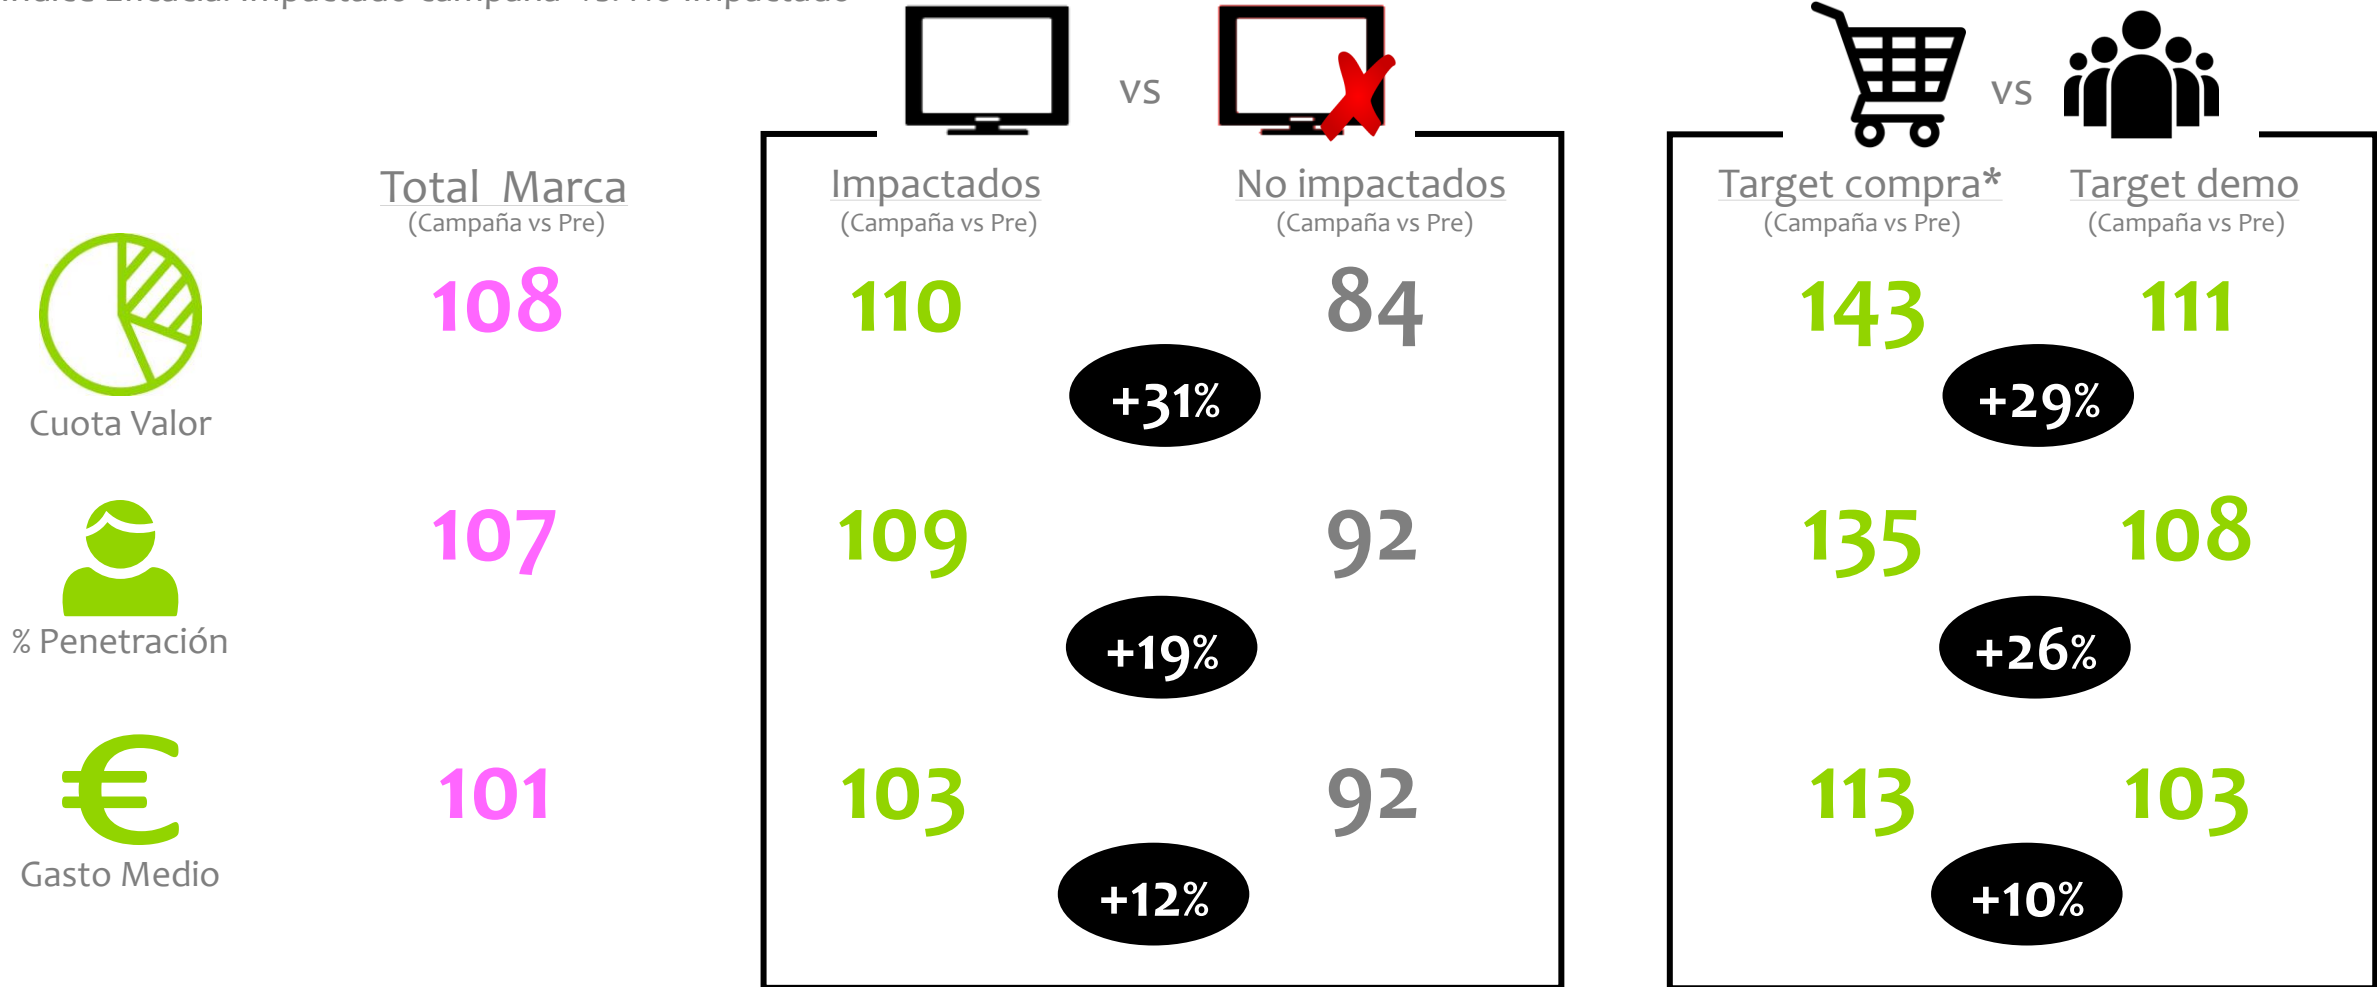 vs
vs
Total Marca
(Campaña vs Pre)
Impactados
(Campaña vs Pre)
No impactados
(Campaña vs Pre)
Target compra*
(Campaña vs Pre)
Target demo
(Campaña vs Pre)
Cuota Valor
108
110
84
+31%
143
111
+29%
% Penetración
107
109
92
+19%
135
108
+26%
Gasto Medio
101
103
92
+12%
113
103
+10%